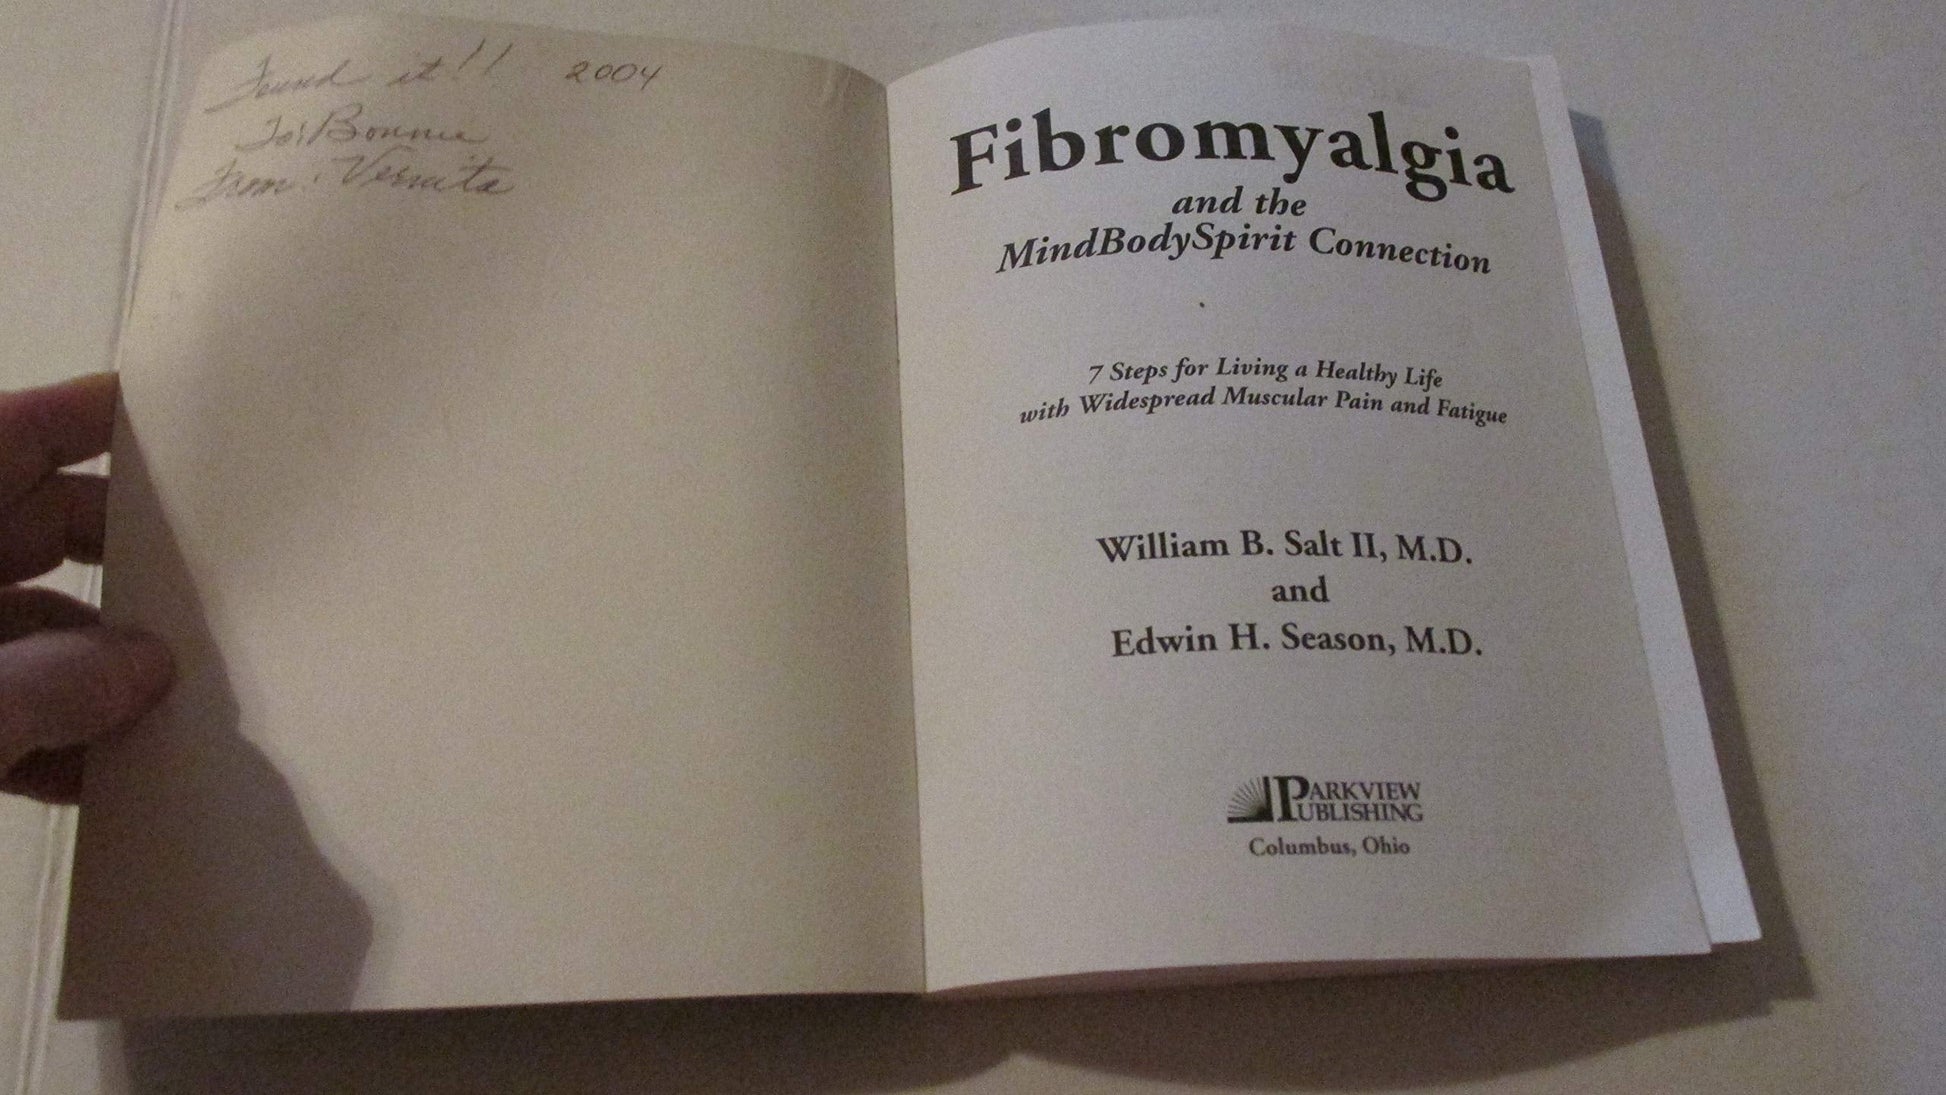 Found it!! 2004
To: Bonnie
From: Vernita
Fibromyalgia
and the
MindBodySpirit Connection
7 Steps for Living a Healthy Life
with Widespread Muscular Pain and Fatigue
William B. Salt II, M.D.
and
Edwin H. Season, M.D.
PARKVIEW
PUBLISHING
Columbus, Ohio